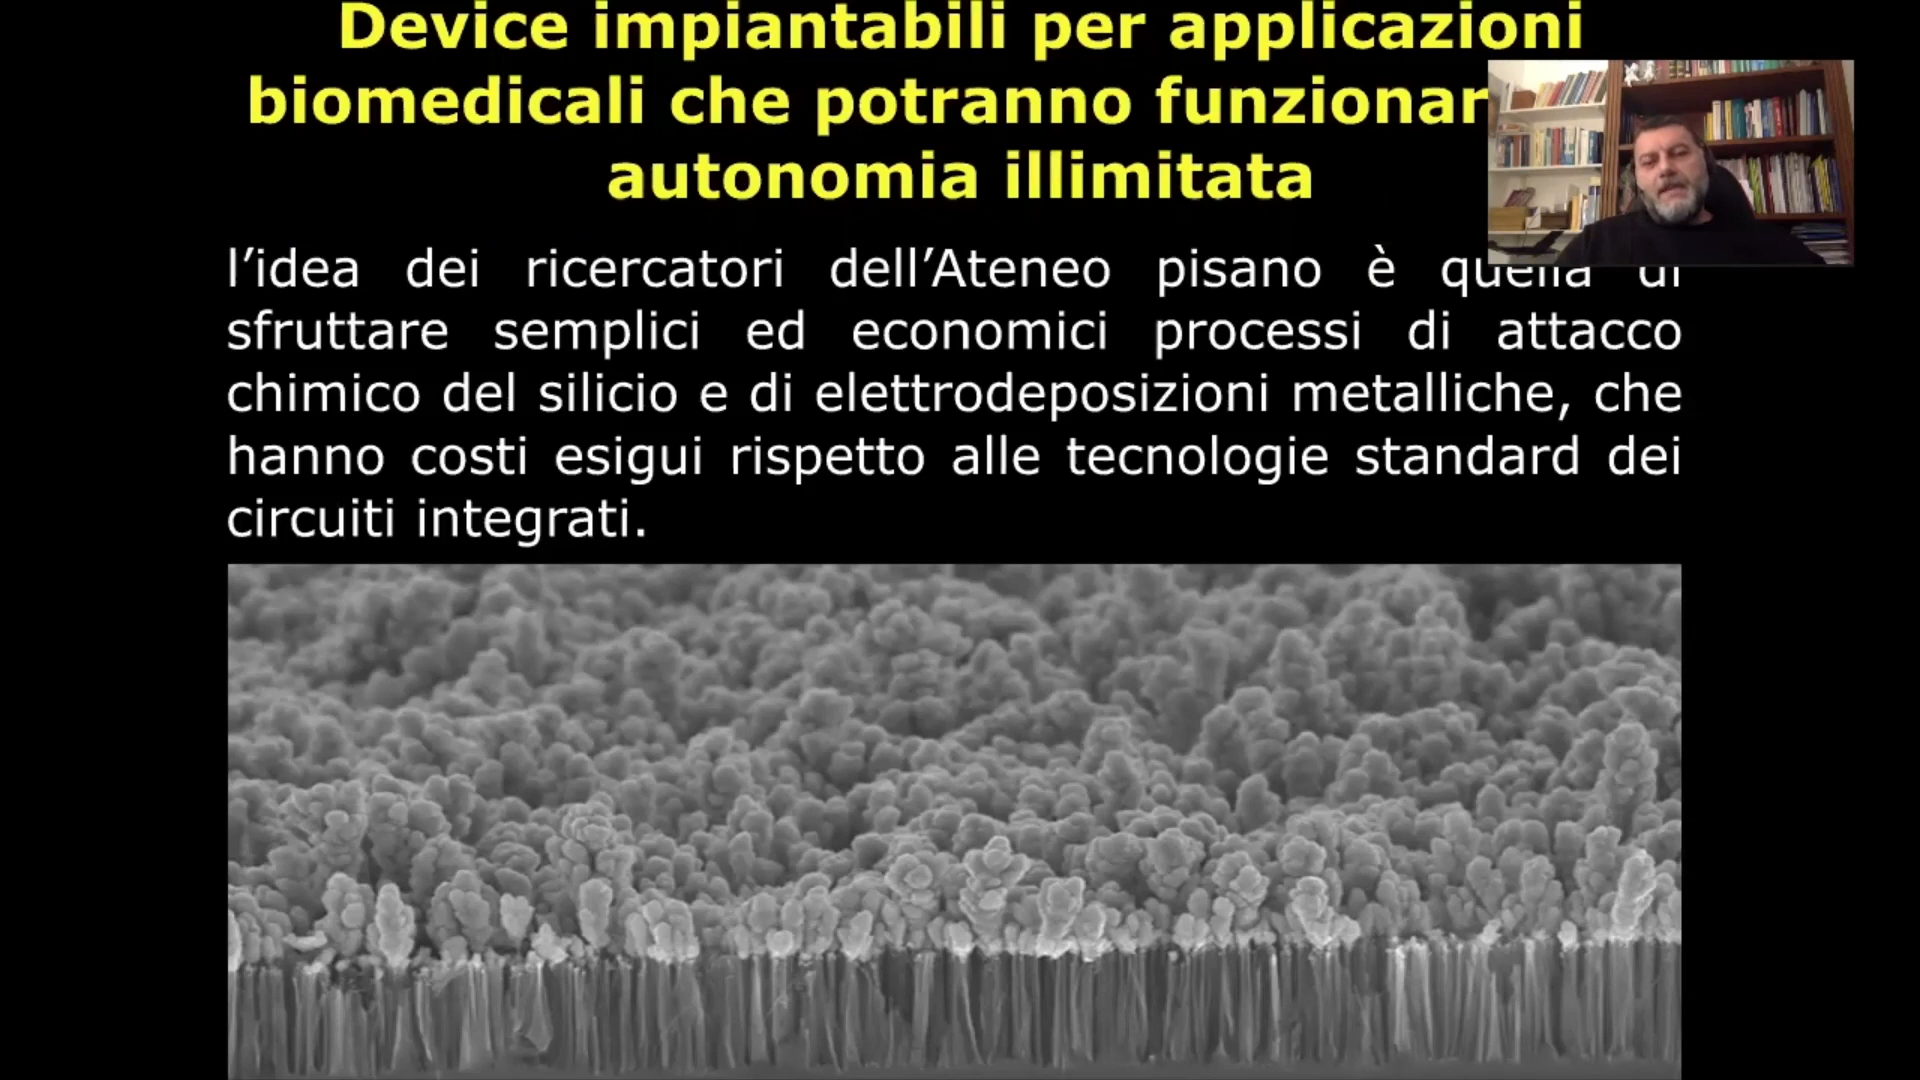 Device impiantabili per applicazioni
biomedicali che potranno funzionar
autonomia illimitata
l’idea dei ricercatori dell’Ateneo pisano è quella di
sfruttare semplici ed economici processi di attacco
chimico del silicio e di elettrodeposizioni metalliche, che
hanno costi esigui rispetto alle tecnologie standard dei
circuiti integrati.